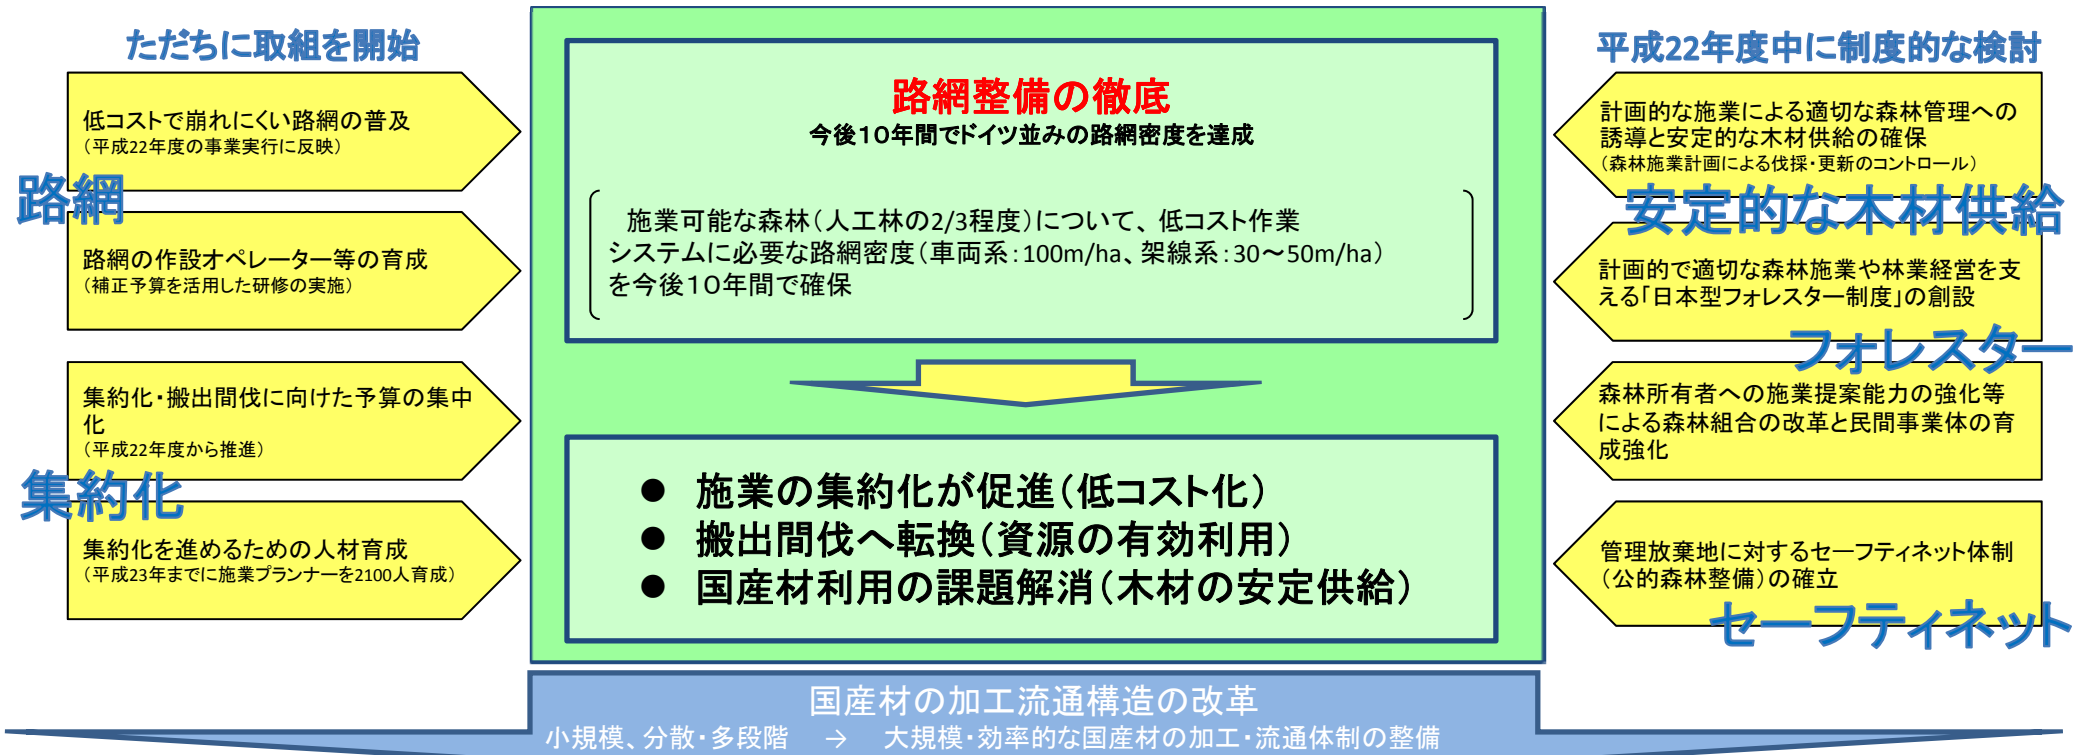 ただちに取組を開始
低コストで崩れにくい路網の普及
（平成22年度の事業実行に反映）
路網
路網の作設オペレーター等の育成
（補正予算を活用した研修の実施）
集約化・搬出間伐に向けた予算の集中
化
（平成22年度から推進）
集約化
集約化を進めるための人材育成
（平成23年までに施業プランナーを2100人育成）
路網整備の徹底
今後１０年間でドイツ並みの路網密度を達成
施業可能な森林（人工林の2/3程度）について、低コスト作業
システムに必要な路網密度（車両系：100m/ha、架線系：30～50m/ha）
を今後１０年間で確保
● 施業の集約化が促進（低コスト化）
● 搬出間伐へ転換（資源の有効利用）
● 国産材利用の課題解消（木材の安定供給）
平成22年度中に制度的な検討
計画的な施業による適切な森林管理への
誘導と安定的な木材供給の確保
（森林施業計画による伐採・更新のコントロール）
安定的な木材供給
計画的で適切な森林施業や林業経営を支
える「日本型フォレスター制度」の創設
フォレスター
森林所有者への施業提案能力の強化等
による森林組合の改革と民間事業体の育
成強化
管理放棄地に対するセーフティネット体制
（公的森林整備）の確立
セーフティネット
国産材の加工流通構造の改革
小規模、分散・多段階　→　大規模・効率的な国産材の加工・流通体制の整備